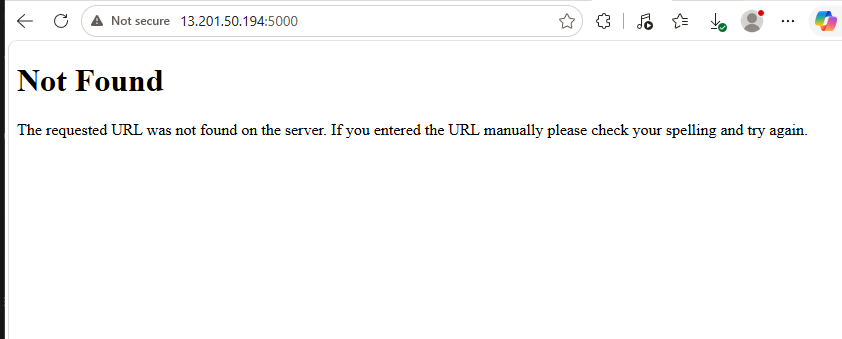 Not secure 13.201.50.194:5000
Not Found
The requested URL was not found on the server. If you entered the URL manually please check your spelling and try again.